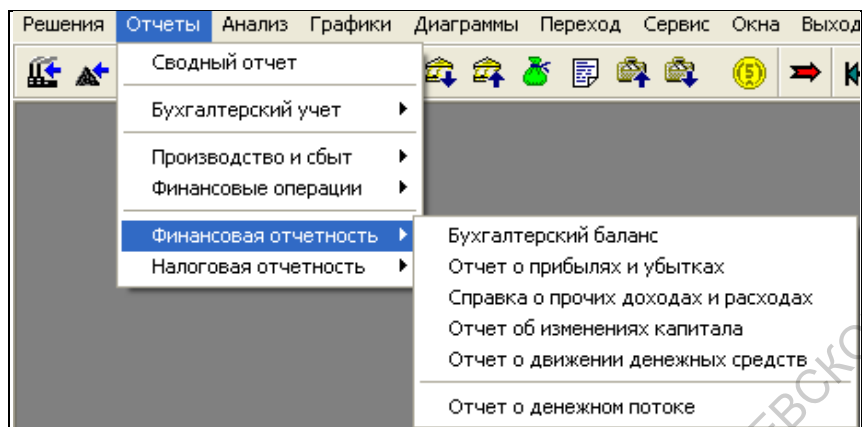 Решения Отчеты Анализ Графики Диаграммы Переход Сервис Окна Выход
Сводный отчет
Бухгалтерский учет
Производство и сбыт
Финансовые операции
Финансовая отчетность
Налоговая отчетность
Бухгалтерский баланс
Отчет о прибылях и убытках
Справка о прочих доходах и расходах
Отчет об изменениях капитала
Отчет о движении денежных средств
Отчет о денежном потоке
5